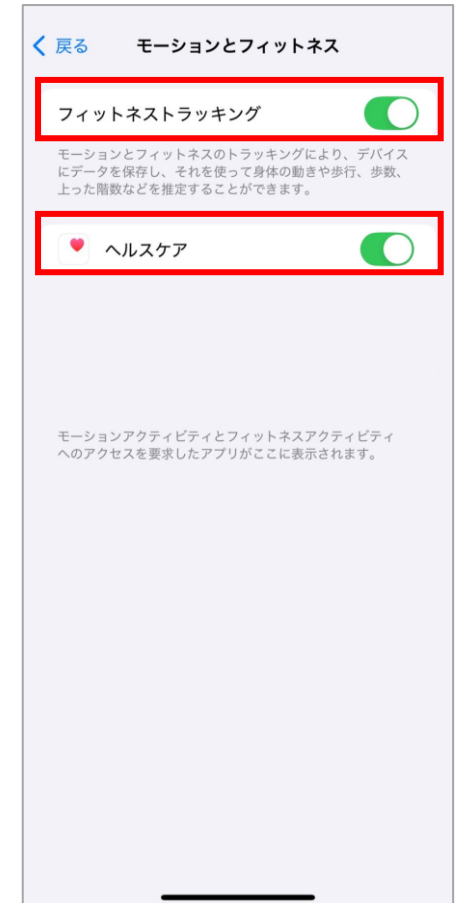 戻る
モーションとフィットネス
フィットネストラッキング
モーションとフィットネスのトラッキングにより、デバイス
にデータを保存し、それを使って身体の動きや歩行、歩数、
上った階数などを推定することができます。
ヘルスケア
モーションアクティビティとフィットネスアクティビティ
へのアクセスを要求したアプリがここに表示されます。